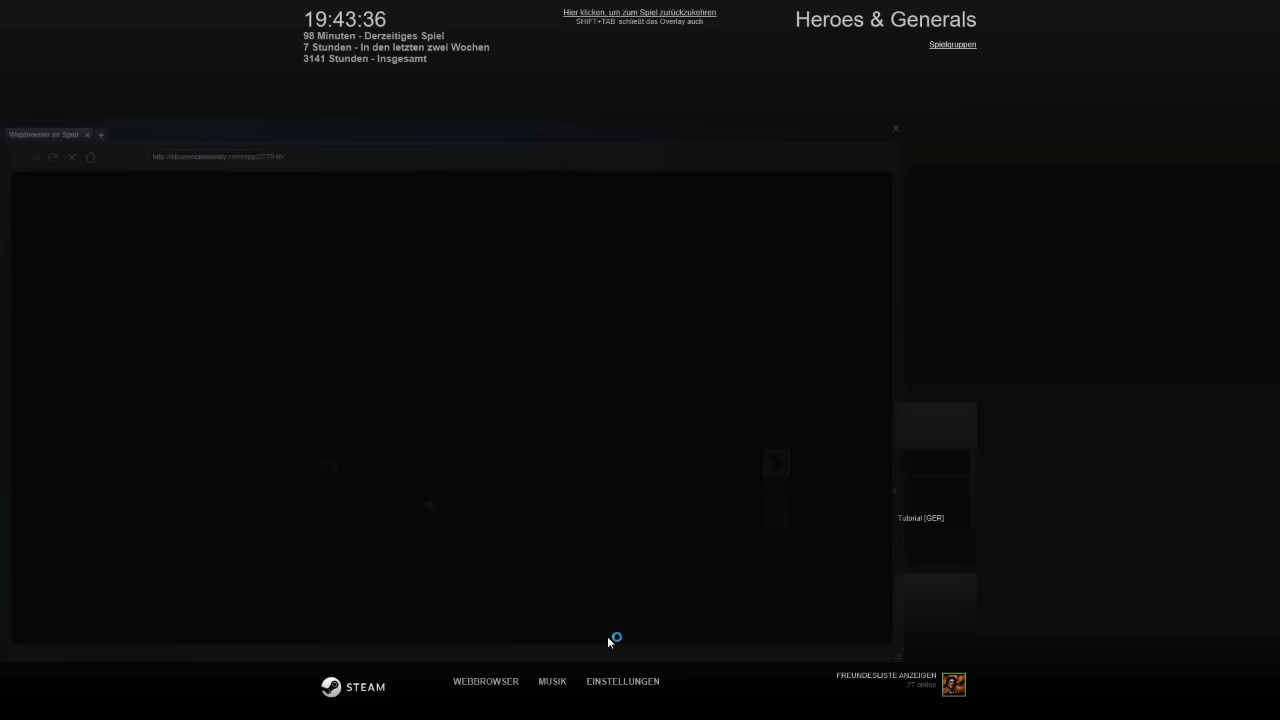 19:43:36
98 Minuten - Derzeitiges Spiel
7 Stunden - In den letzten zwei Wochen
3141 Stunden - Insgesamt
Hier klicken, um zum Spiel zurückzukehren
SHIFT+TAB schließt das Overlay auch
Heroes & Generals
Spielgruppen
Webbrowser im Spiel
Tutorial [GER]
STEAM
WEBBROWSER
MUSIK
EINSTELLUNGEN
FREUNDESLISTE ANZEIGEN
27 online